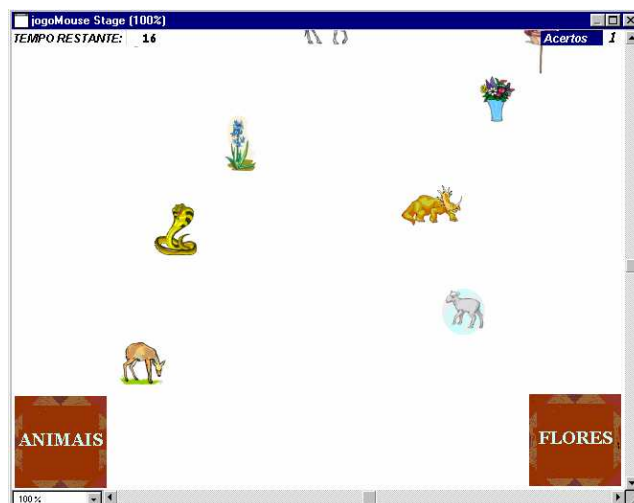 jogoMouse Stage (100%)
TEMPO RESTANTE: 16
Acertos 1
ANIMAIS
FLORES
100%